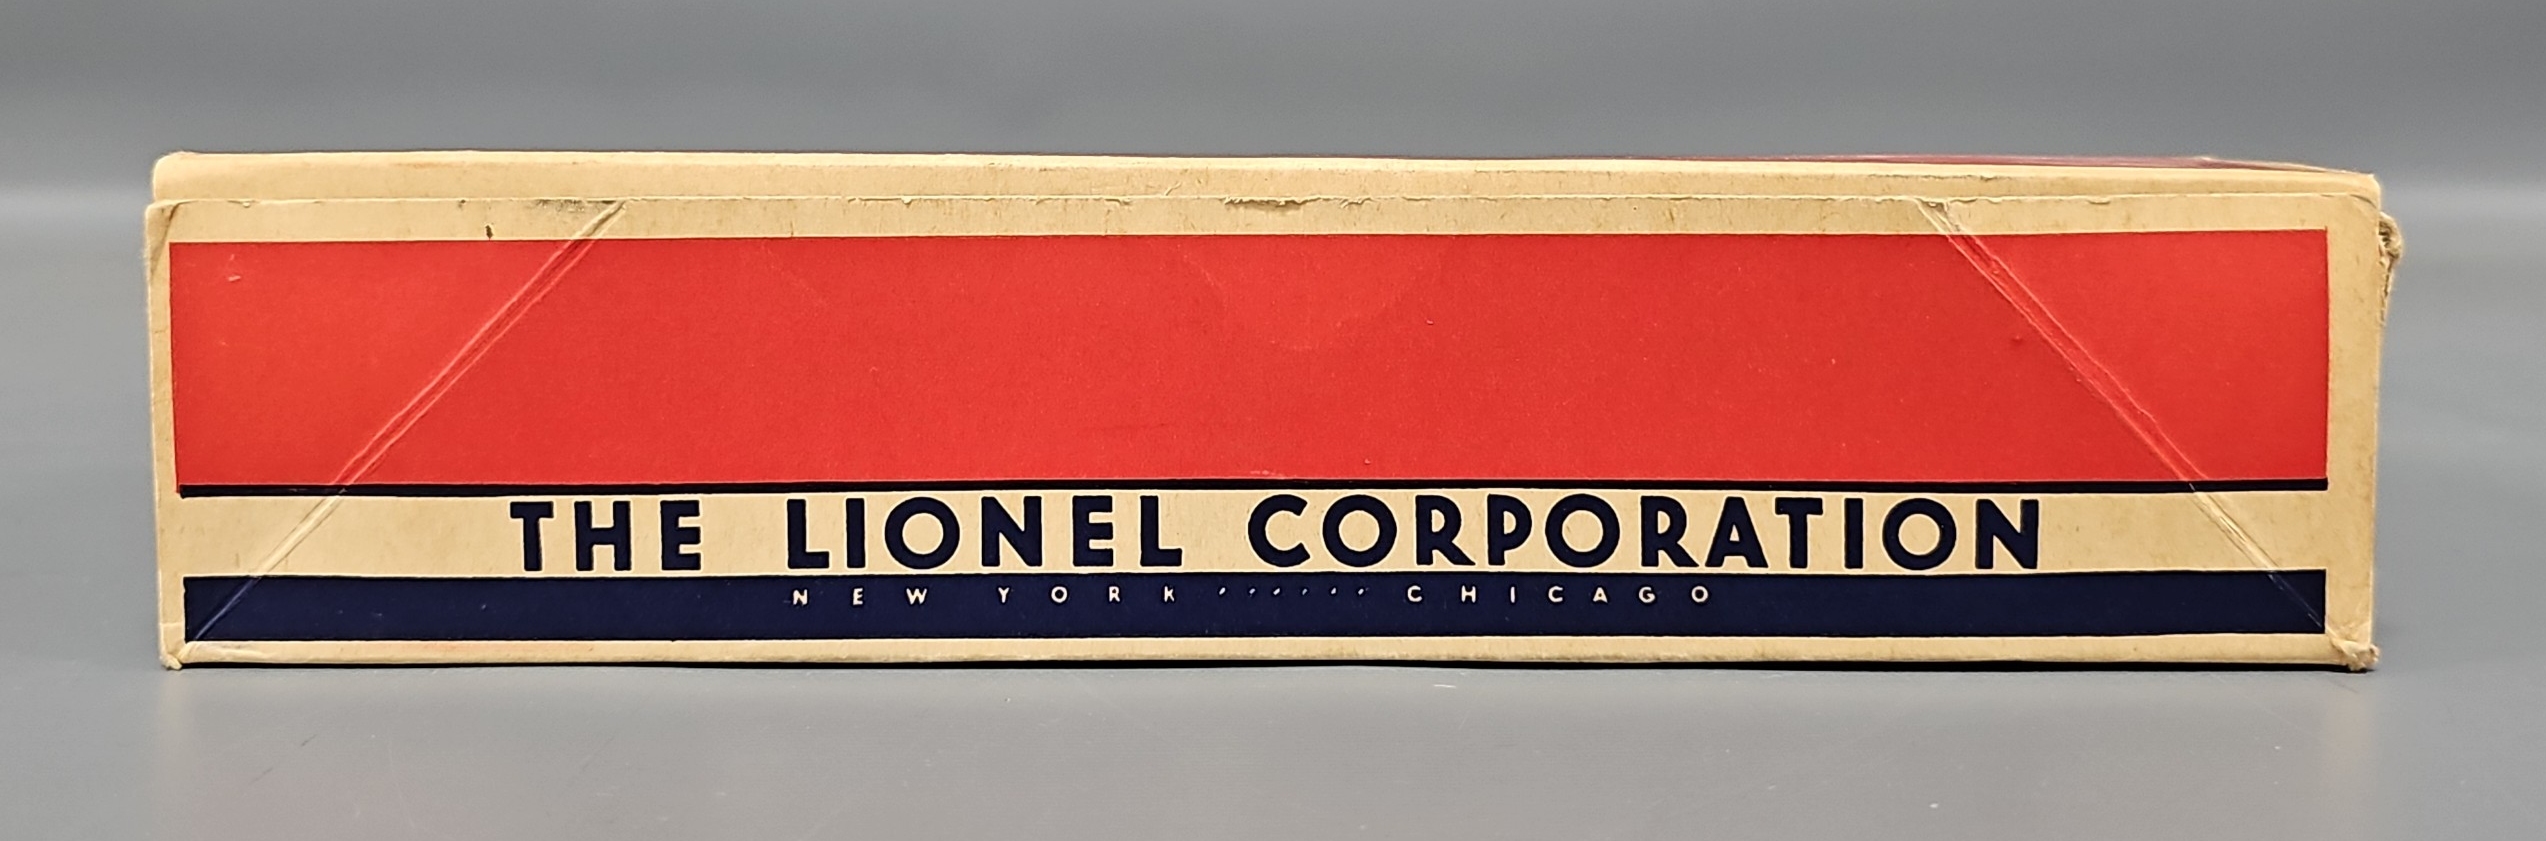 THE LIONEL CORPORATION
NEW YORK ······ CHICAGO